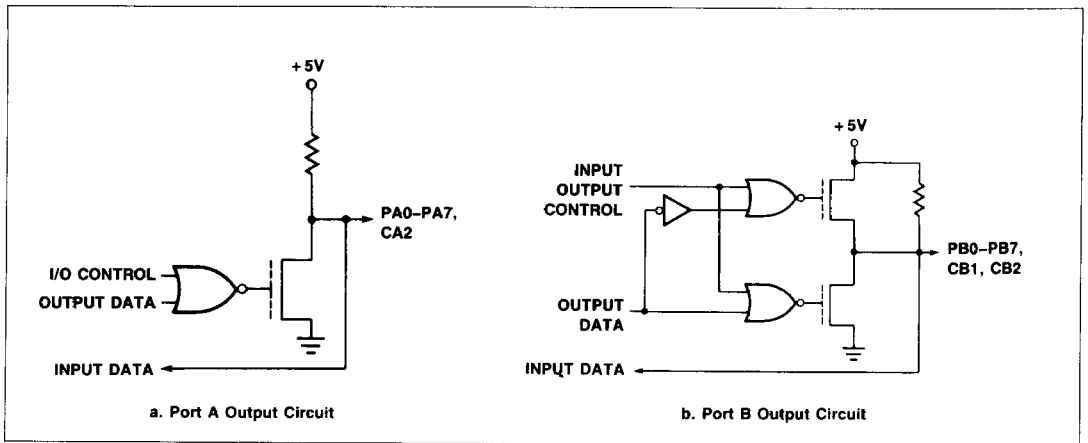 +5V
PA0–PA7,
CA2
I/O CONTROL
OUTPUT DATA
INPUT DATA
a. Port A Output Circuit
+5V
INPUT
OUTPUT
CONTROL
PB0–PB7,
CB1, CB2
OUTPUT
DATA
INPUT DATA
b. Port B Output Circuit